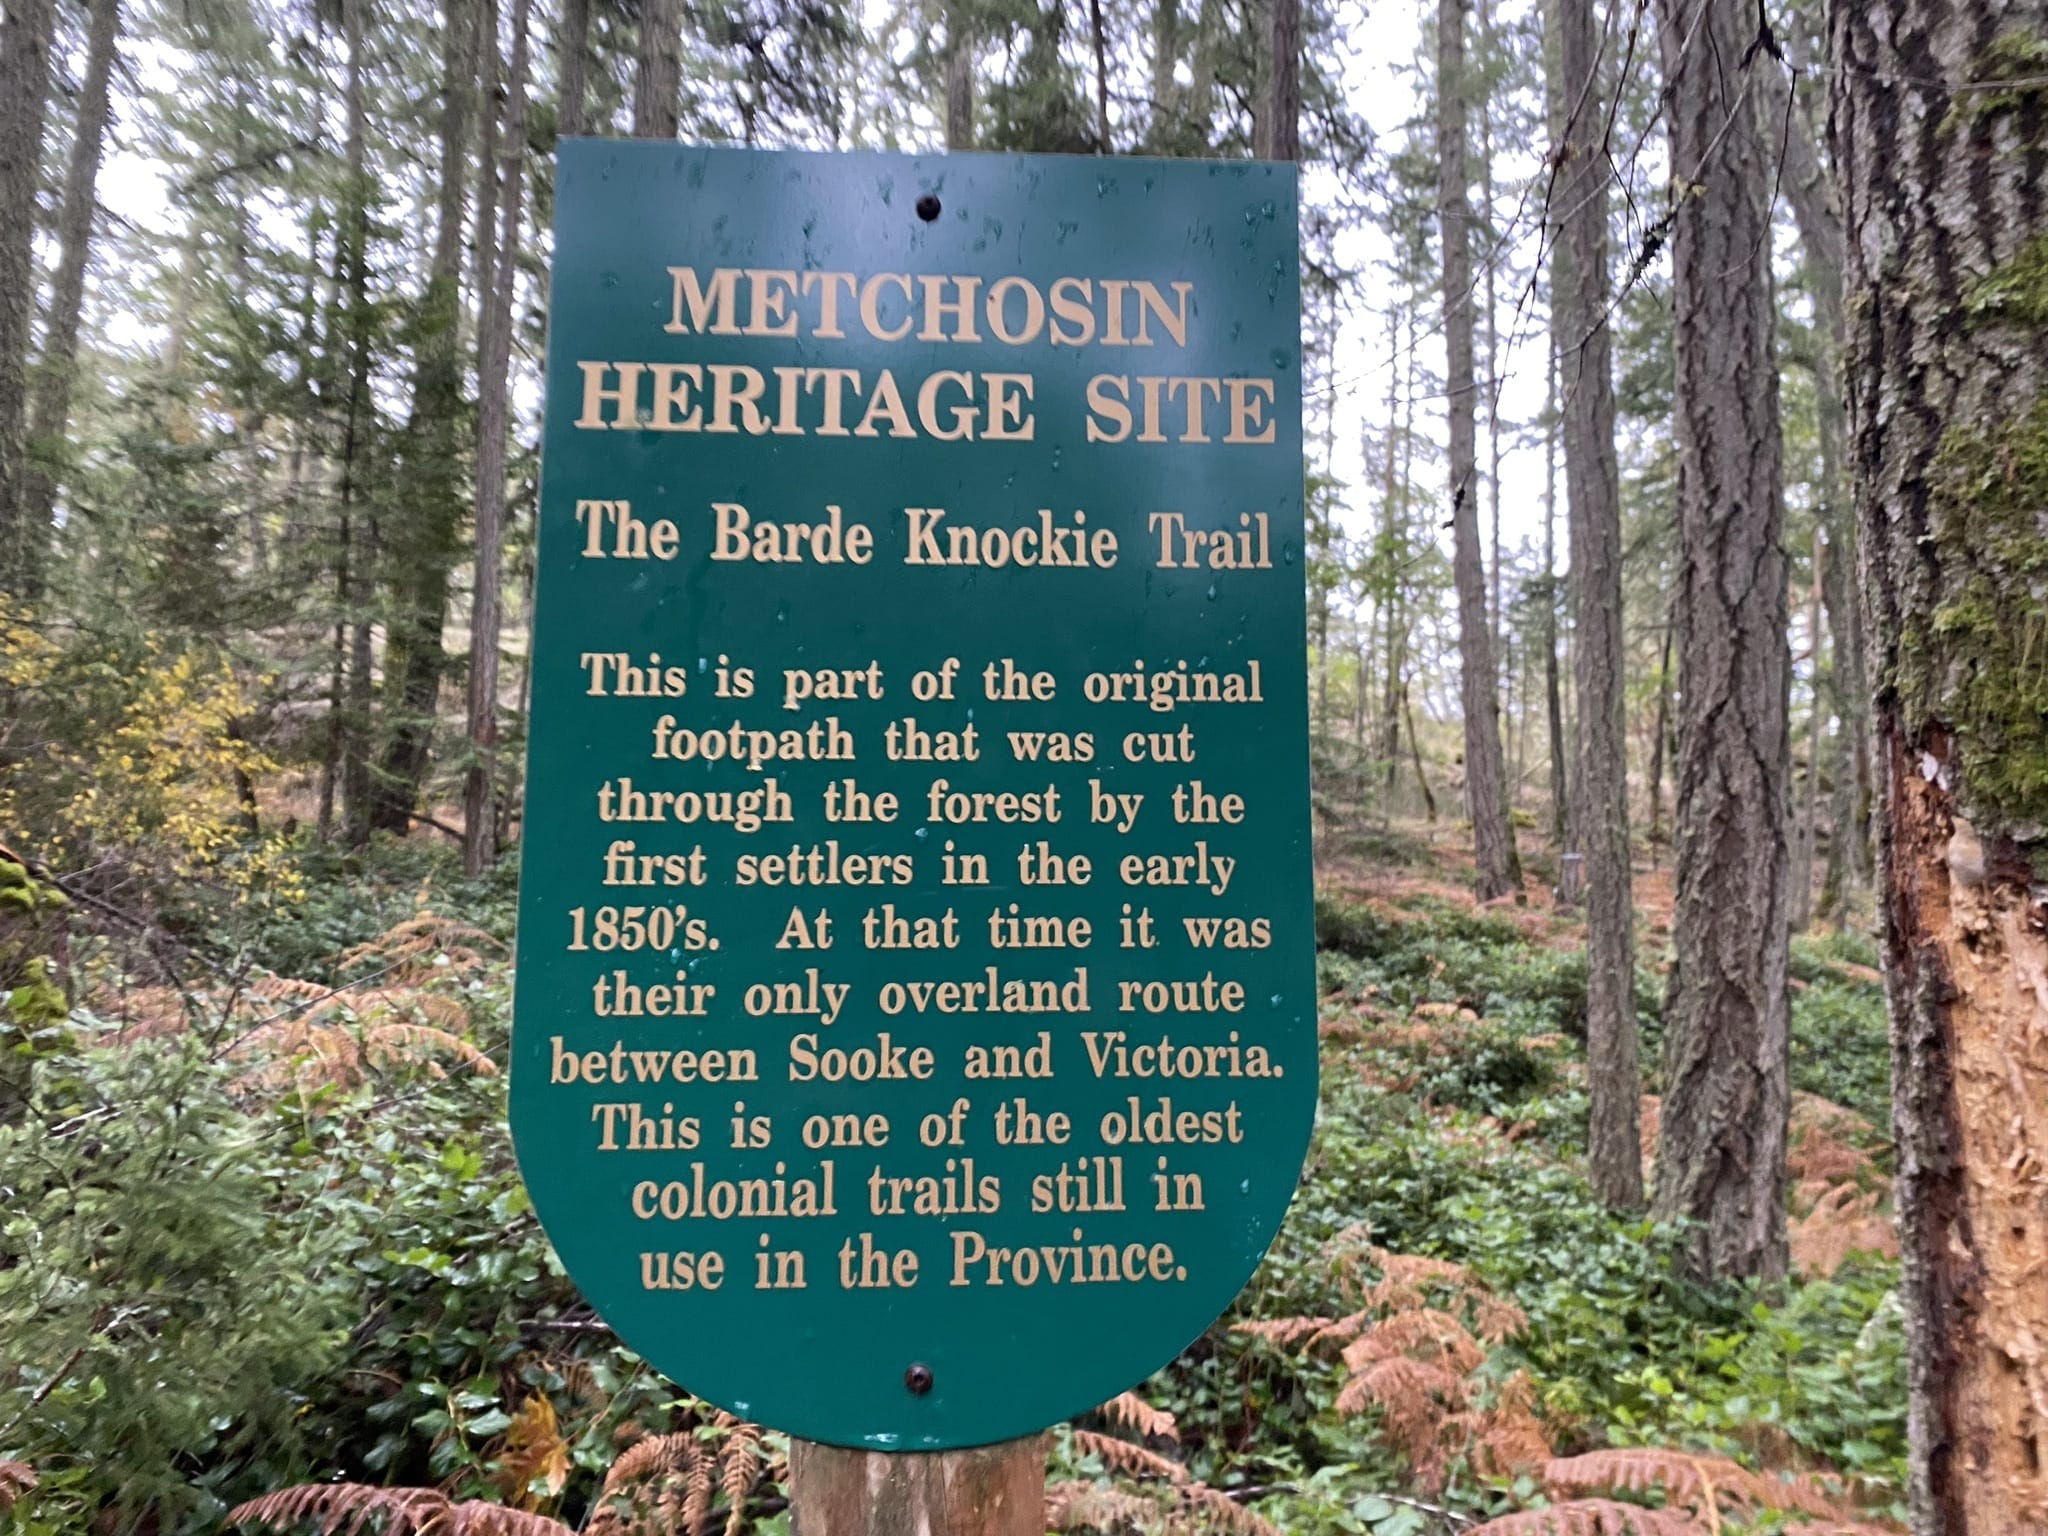 METCHOSIN
HERITAGE SITE
The Barde Knockie Trail
This is part of the original
footpath that was cut
through the forest by the
first settlers in the early
1850's. At that time it was
their only overland route
between Sooke and Victoria.
This is one of the oldest
colonial trails still in
use in the Province.